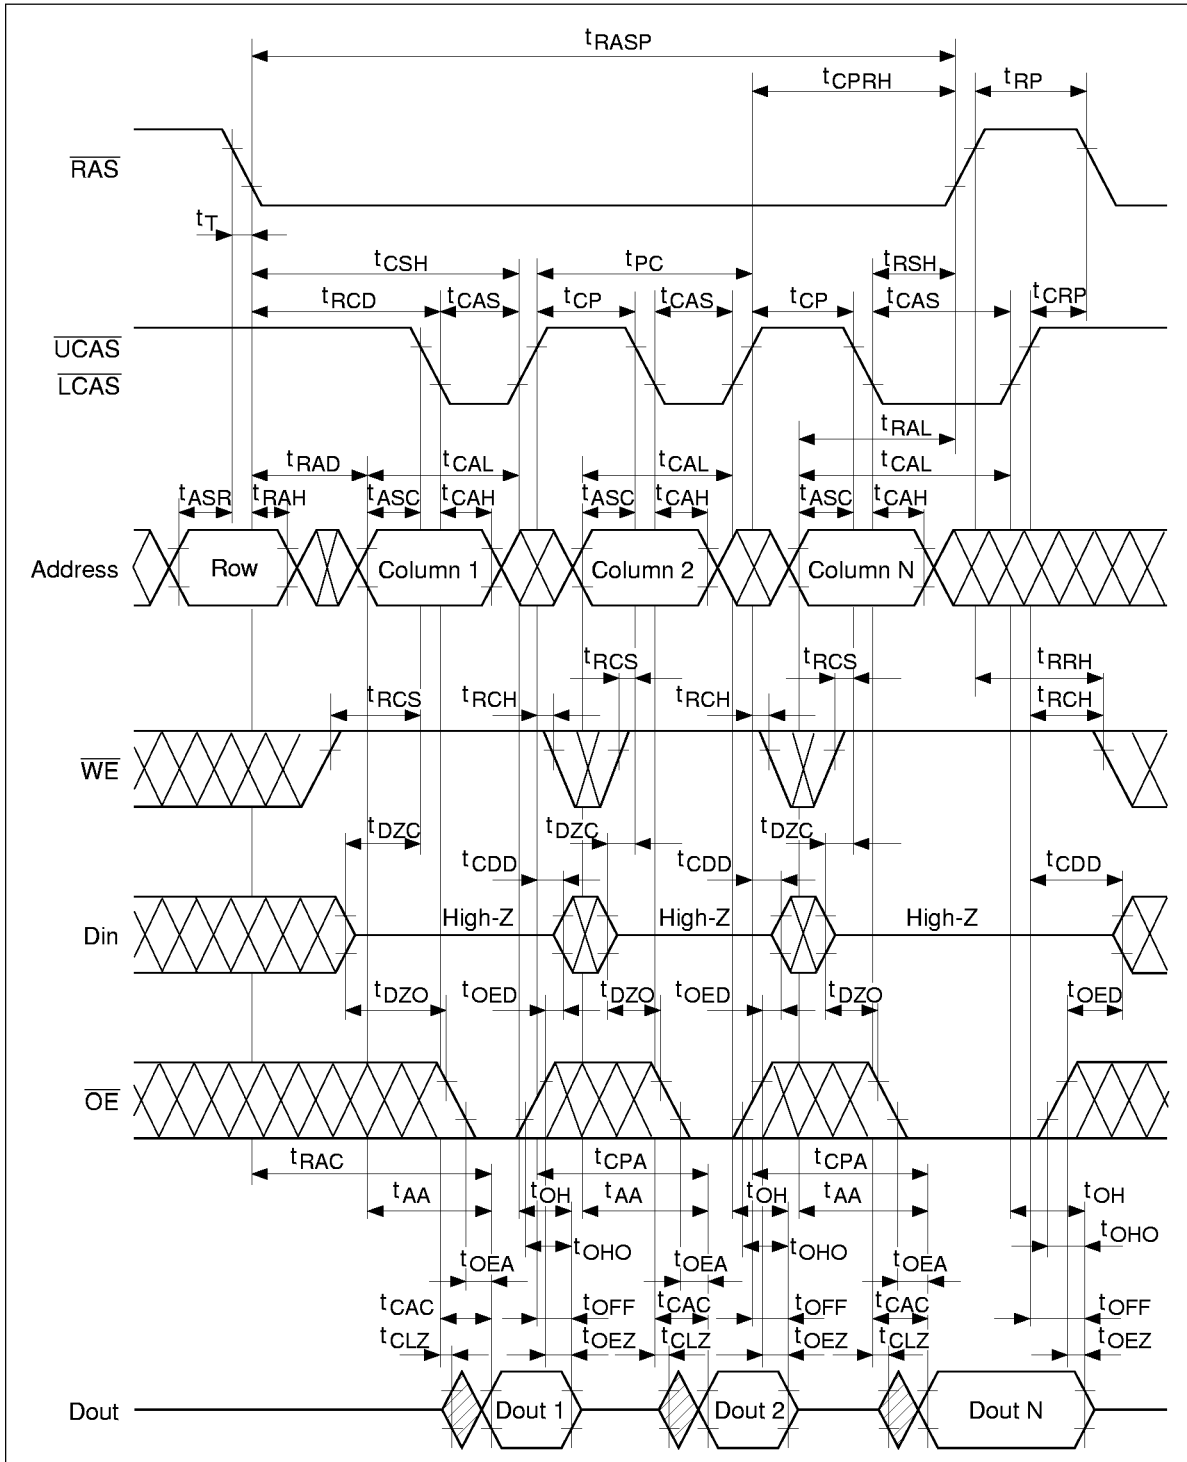 tRASP
tCPRH tRP
RAS
tT
tCSH tPC tRSH
tRCD tCAS tCP tCAS tCP tCAS tCRP
UCAS
LCAS
tRAL
tRAD tCAL tCAL tCAL
tASR tRAH tASC tCAH tASC tCAH tASC tCAH
Address Row Column 1 Column 2 Column N
tRCS tRCS tRRH
tRCS tRCH tRCH tRCH
WE
tDZC tDZC tDZC
tCDD tCDD tCDD
High-Z High-Z High-Z
Din
tDZO tOED tDZO tOED tDZO tOED
OE
tRAC tCPA tCPA
tAA tOH tAA tOH tAA tOH
tOHO tOHO tOHO
tOEA tOEA tOEA
tCAC tOFF tCAC tOFF tCAC tOFF
tCLZ tOEZ tCLZ tOEZ tCLZ tOEZ
Dout Dout 1 Dout 2 Dout N